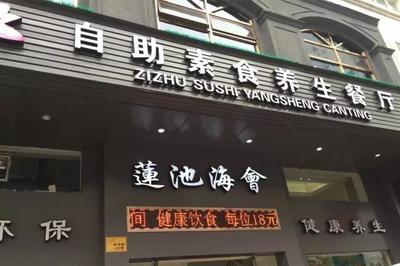 自助素食养生餐厅
ZIZHU SUSHI YANGSHENG CANTING
蓮池海會
间 健康饮食 每位18元
环保
健康养生